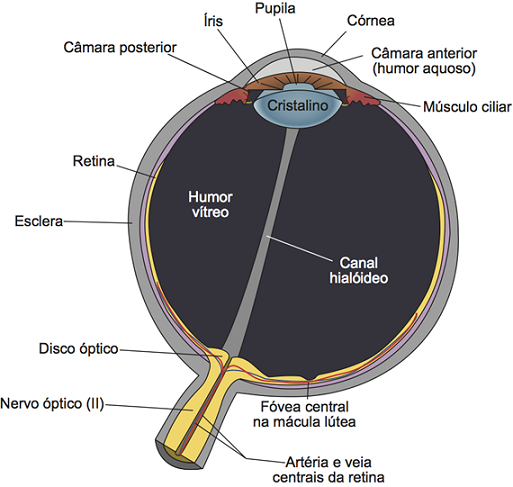 Pupila
Íris
Córnea
Câmara posterior
Câmara anterior
(humor aquoso)
Cristalino
Músculo ciliar
Retina
Humor
vítreo
Esclera
Canal
hialóideo
Disco óptico
Nervo óptico (II)
Fóvea central
na mácula lútea
Artéria e veia
centrais da retina